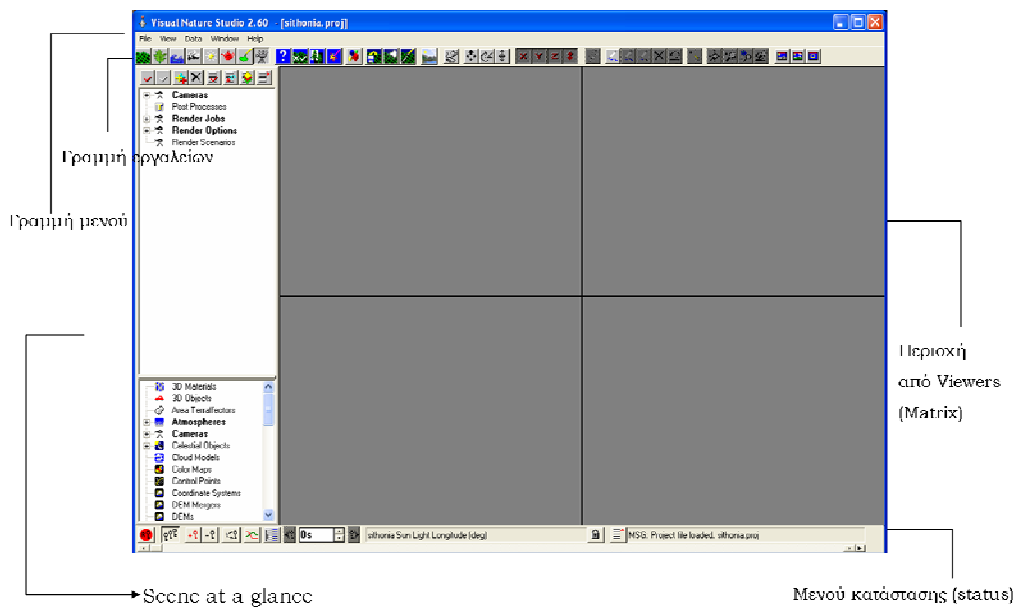 Visual Nature Studio 2.60 - [sithonia.proj]
File View Data Window Help
Cameras
Post Processes
Render Jobs
Render Options
Render Scenarios
Γραμμή εργαλείων
Γραμμή μενού
Περιοχή
από Viewers
(Matrix)
3D Materials
3D Objects
Area Terraffectors
Atmospheres
Cameras
Celestial Objects
Cloud Models
Color Maps
Control Points
Coordinate Systems
DEM Mergers
DEMs
0s
sithonia Sun Light Longitude (deg)
MSG: Project file loaded, sithonia.proj
Scene at a glance
Μενού κατάστασης (status)